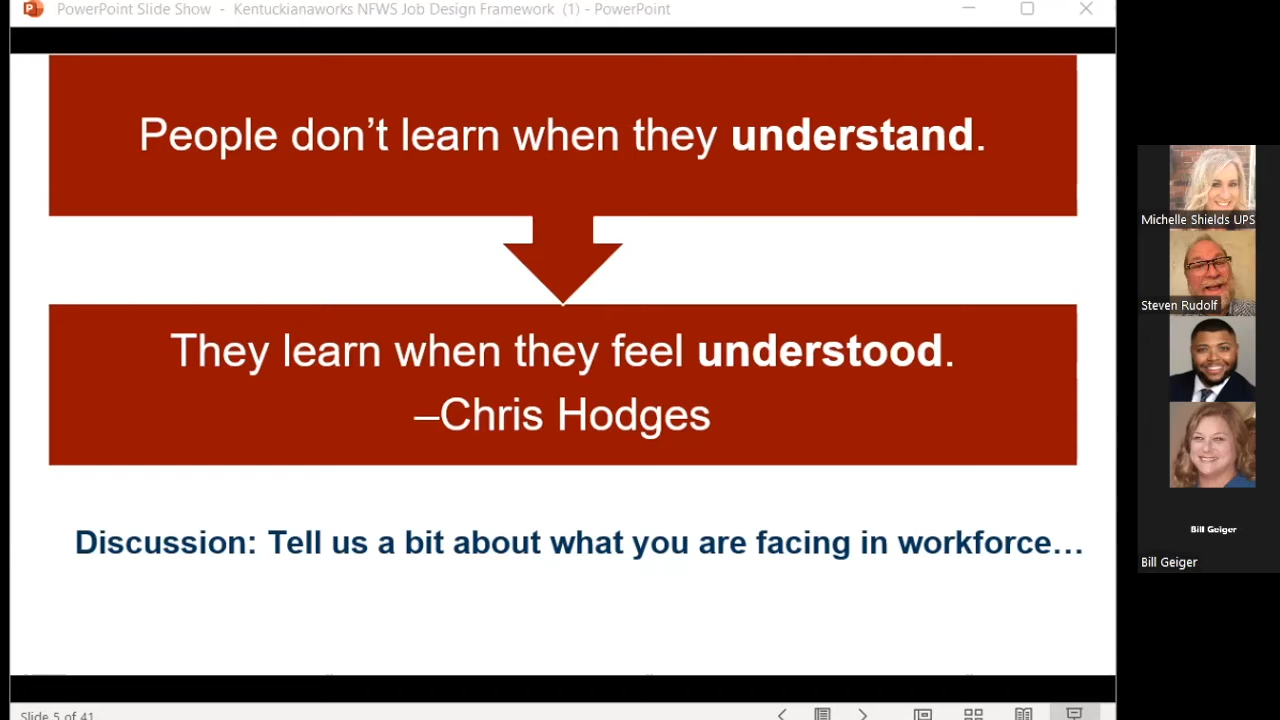 PowerPoint Slide Show - Kentuckianaworks NFWS Job Design Framework (1) - PowerPoint
People don’t learn when they understand.
They learn when they feel understood.
–Chris Hodges
Discussion: Tell us a bit about what you are facing in workforce…
Slide 5 of 41
Michelle Shields UPS
Steven Rudolf
Bill Geiger
Bill Geiger